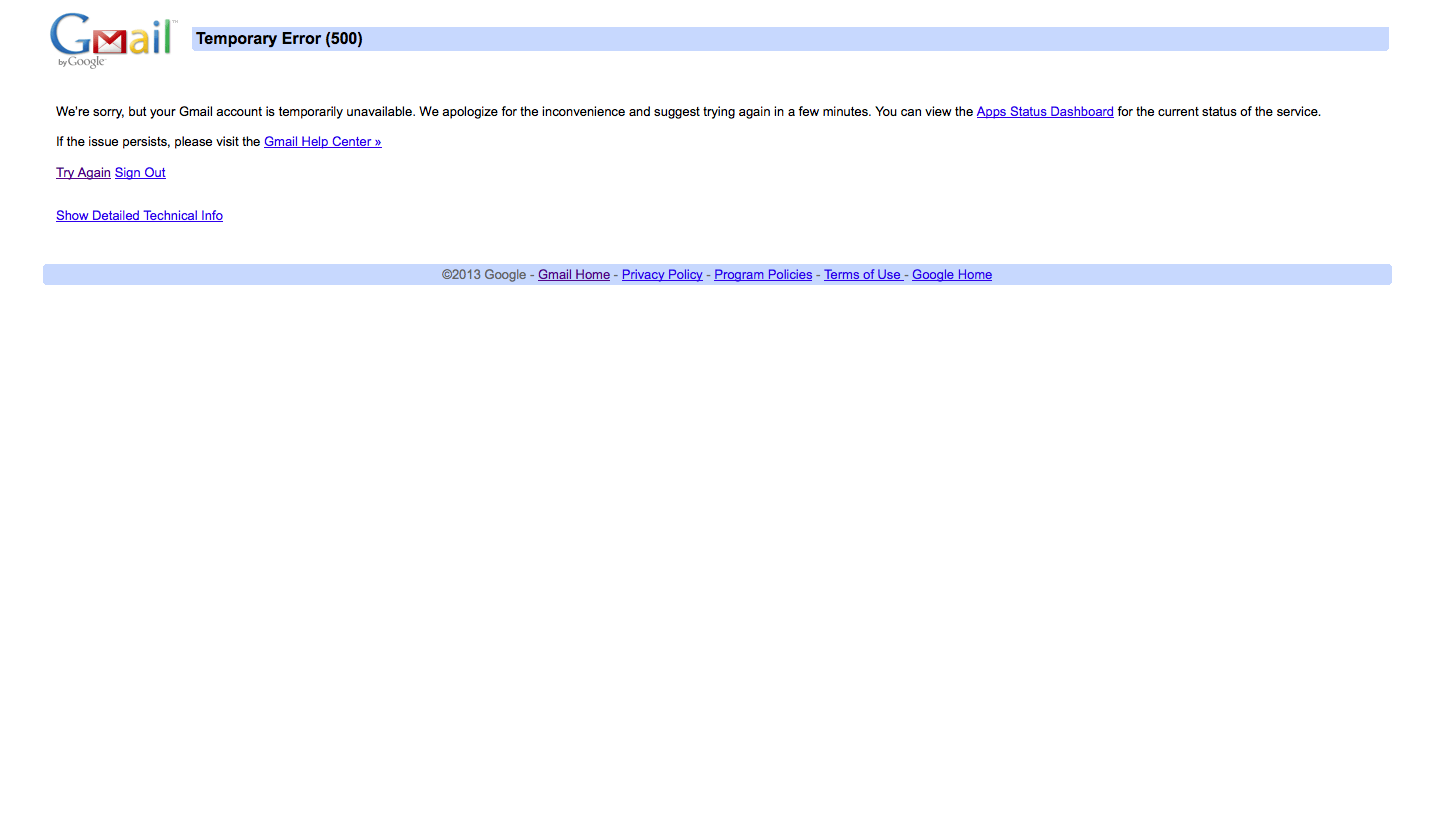 Gmail™
by Google™
Temporary Error (500)
We're sorry, but your Gmail account is temporarily unavailable. We apologize for the inconvenience and suggest trying again in a few minutes. You can view the Apps Status Dashboard for the current status of the service.
If the issue persists, please visit the Gmail Help Center »
Try Again Sign Out
Show Detailed Technical Info
©2013 Google - Gmail Home - Privacy Policy - Program Policies - Terms of Use - Google Home